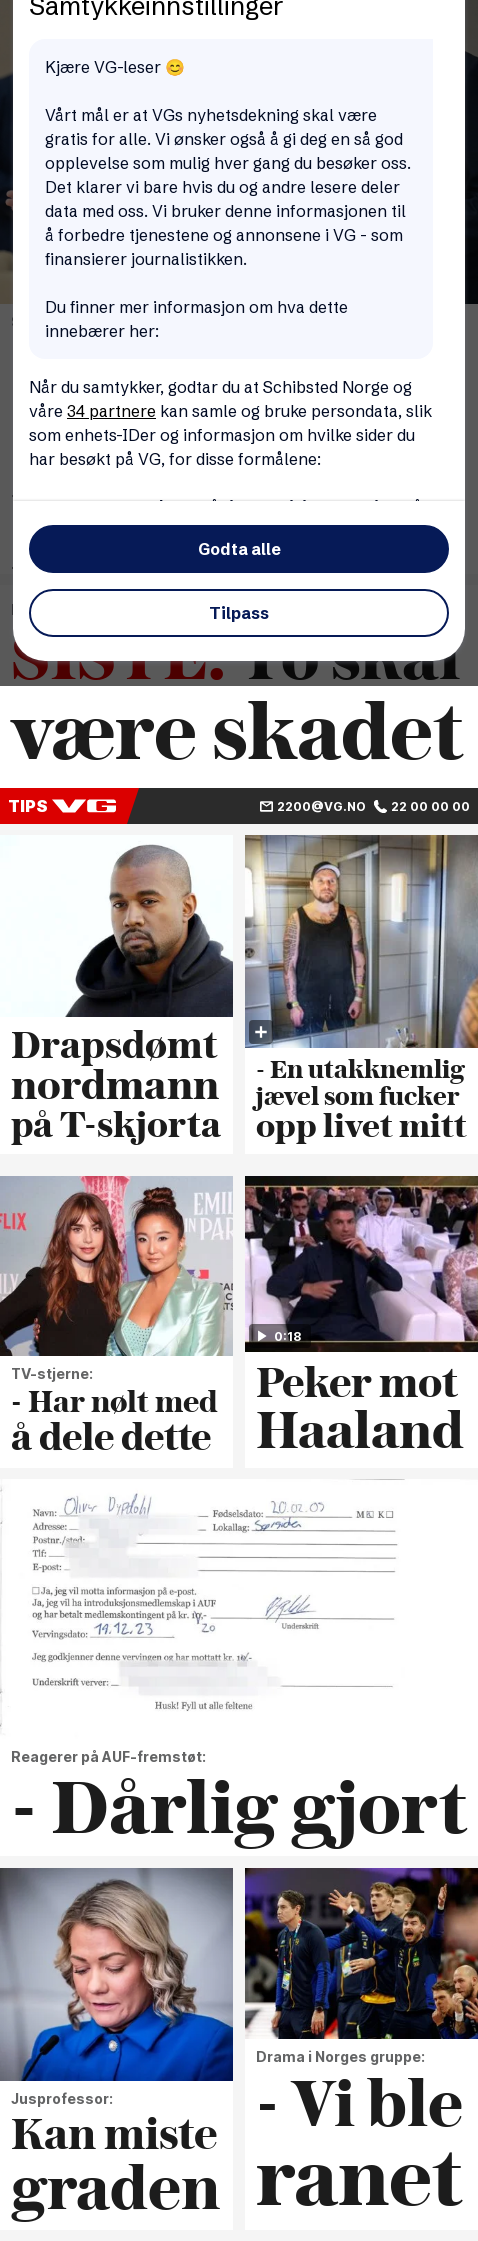 Samtykkeinnstillinger
Kjære VG-leser 😊
Vårt mål er at VGs nyhetsdekning skal være
gratis for alle. Vi ønsker også å gi deg en så god
opplevelse som mulig hver gang du besøker oss.
Det klarer vi bare hvis du og andre lesere deler
data med oss. Vi bruker denne informasjonen til
å forbedre tjenestene og annonsene i VG - som
finansierer journalistikken.
Du finner mer informasjon om hva dette
innebærer her:
Når du samtykker, godtar du at Schibsted Norge og
våre 34 partnere kan samle og bruke persondata, slik
som enhets-IDer og informasjon om hvilke sider du
har besøkt på VG, for disse formålene:
Godta alle
Tilpass
SISTE: To skal
være skadet
TIPS VG 2200@VG.NO 22 00 00 00
Drapsdømt
nordmann
på T-skjorta
- En utakknemlig
jævel som fucker
opp livet mitt
FLIX
EMIL
IN PAR
TV-stjerne:
- Har nølt med
å dele dette
0:18
Peker mot
Haaland
Navn: Oliver Dypdahl Fødselsdato: 20.02.09 M K
Adresse: Lokallag:
Postnr./sted:
Tlf:
E-post:
Ja, jeg vil motta informasjon på e-post.
Ja, jeg vil ha introduksjonsmedlemskap i AUF
og har betalt medlemskontingent på kr. 10,-
20
Underskrift
Vervingsdato: 19.12.23
Jeg godkjenner denne vervingen og har mottatt kr.
Underskrift verver:
Husk! Fyll ut alle feltene
Reagerer på AUF-fremstøt:
- Dårlig gjort
Jusprofessor:
Kan miste
graden
Drama i Norges gruppe:
- Vi ble
ranet